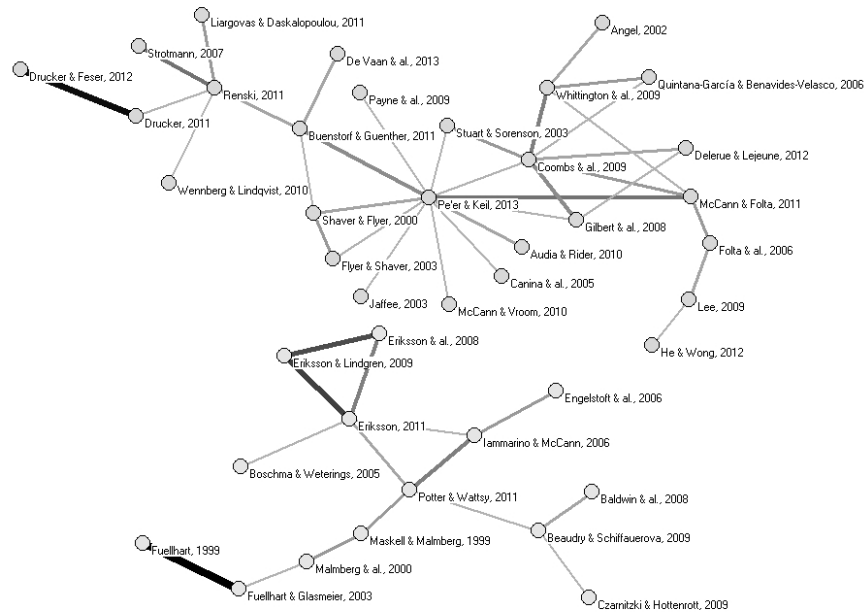 Liargovas & Daskalopoulou, 2011
Angel, 2002
Strotmann, 2007
De Vaan & al., 2013
Drucker & Feser, 2012
Quintana-García & Benavides-Velasco, 2006
Renski, 2011
Whittington & al., 2009
Payne & al., 2009
Drucker, 2011
Buenstorf & Guenther, 2011
Stuart & Sorenson, 2003
Delerue & Lejeune, 2012
Coombs & al., 2009
Wennberg & Lindqvist, 2010
Pe'er & Keil, 2013
McCann & Folta, 2011
Shaver & Flyer, 2000
Gilbert & al., 2008
Audia & Rider, 2010
Folta & al., 2006
Flyer & Shaver, 2003
Canina & al., 2005
Jaffee, 2003
McCann & Vroom, 2010
Lee, 2009
Eriksson & al., 2008
He & Wong, 2012
Eriksson & Lindgren, 2009
Engelstoft & al., 2006
Eriksson, 2011
Iammarino & McCann, 2006
Boschma & Weterings, 2005
Potter & Wattsy, 2011
Baldwin & al., 2008
Maskell & Malmberg, 1999
Beaudry & Schiffauerova, 2009
Fuellhart, 1999
Malmberg & al., 2000
Fuellhart & Glasmeier, 2003
Czarnitzki & Hottenrott, 2009